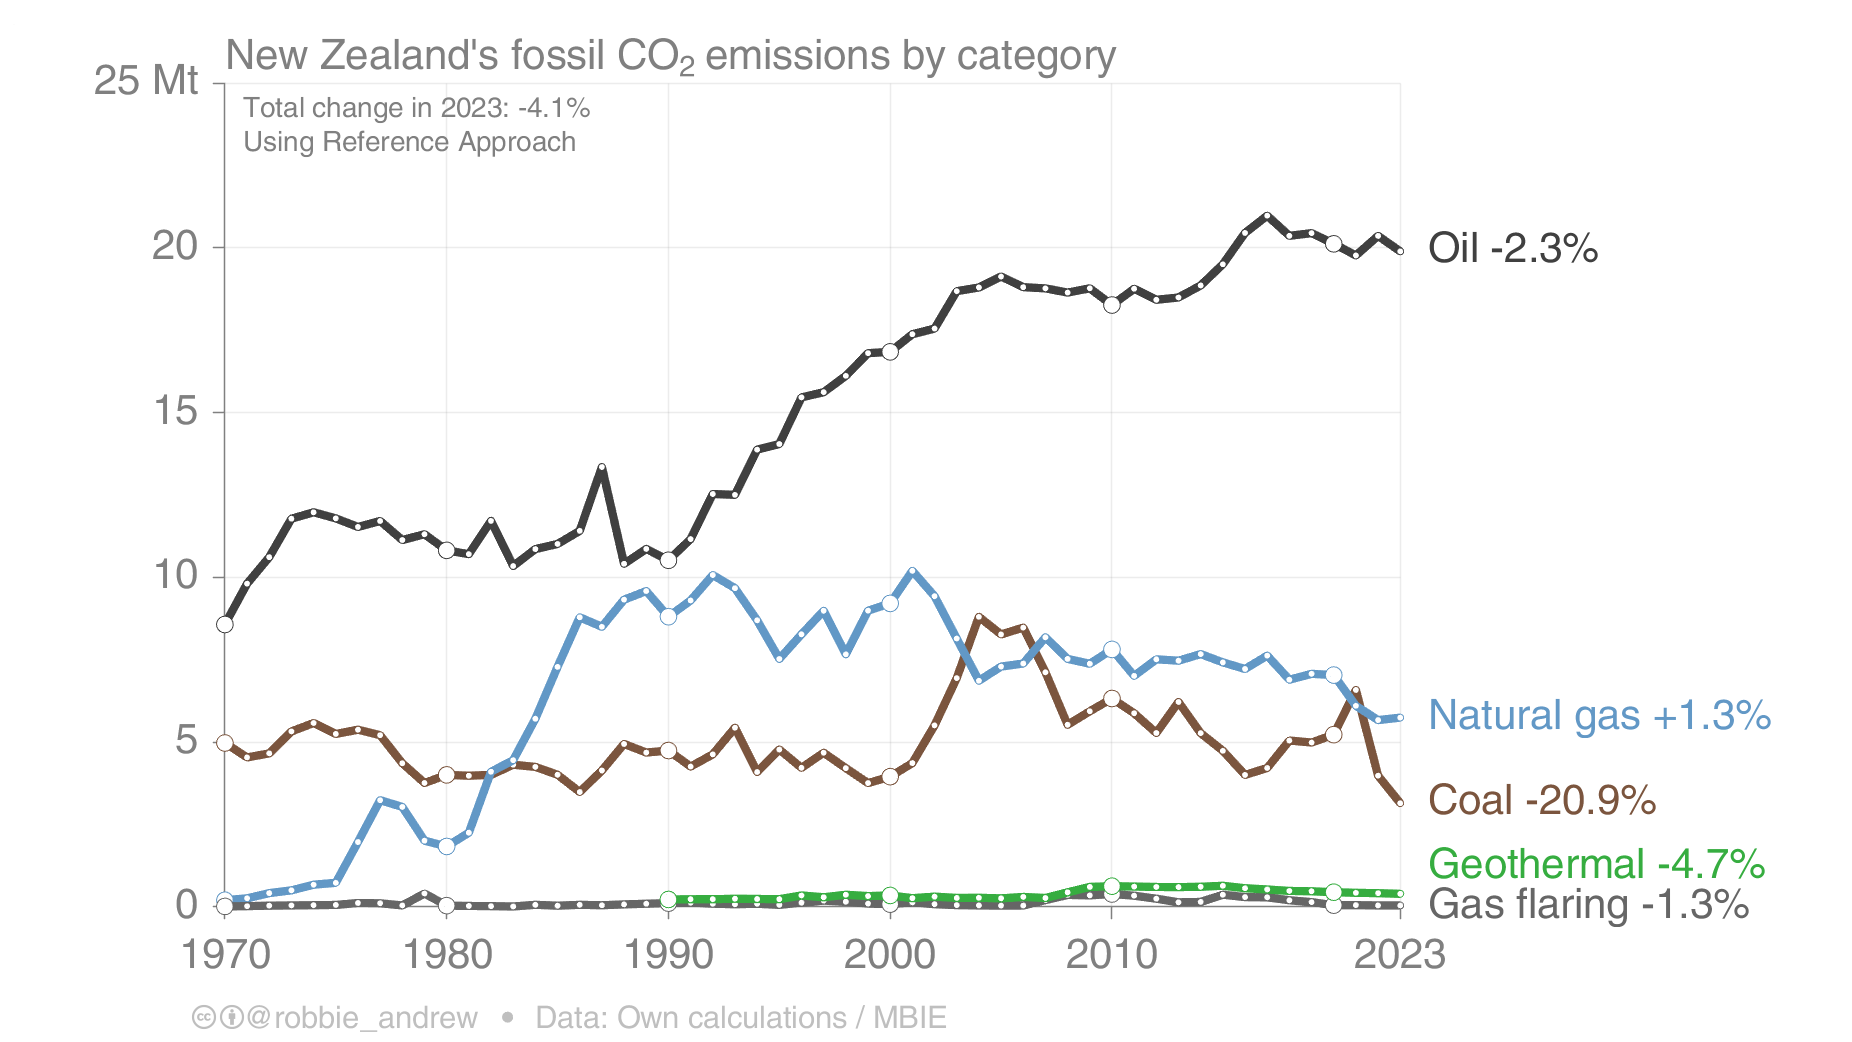 New Zealand's fossil CO₂ emissions by category
25 Mt
Total change in 2023: -4.1%
Using Reference Approach
20
Oil -2.3%
15
10
Natural gas +1.3%
5
Coal -20.9%
Geothermal -4.7%
0
Gas flaring -1.3%
1970 1980 1990 2000 2010 2023
cc @robbie_andrew • Data: Own calculations / MBIE